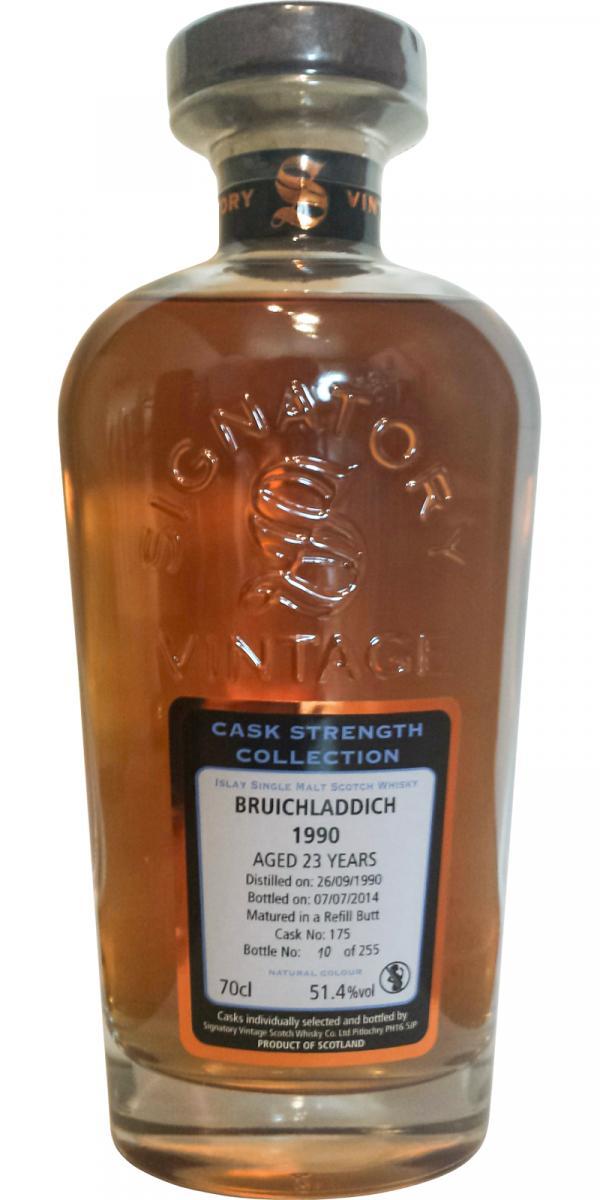 ORY S VINT
SIGNATORY
S
VINTAGE
CASK STRENGTH
COLLECTION
ISLAY SINGLE MALT SCOTCH WHISKY
BRUICHLADDICH
1990
AGED 23 YEARS
Distilled on: 26/09/1990
Bottled on: 07/07/2014
Matured in a Refill Butt
Cask No: 175
Bottle No: 10 of 255
NATURAL COLOUR
70cl 51.4%vol
Casks individually selected and bottled by
Signatory Vintage Scotch Whisky Co. Ltd Pitlochry PH16 5JP
PRODUCT OF SCOTLAND